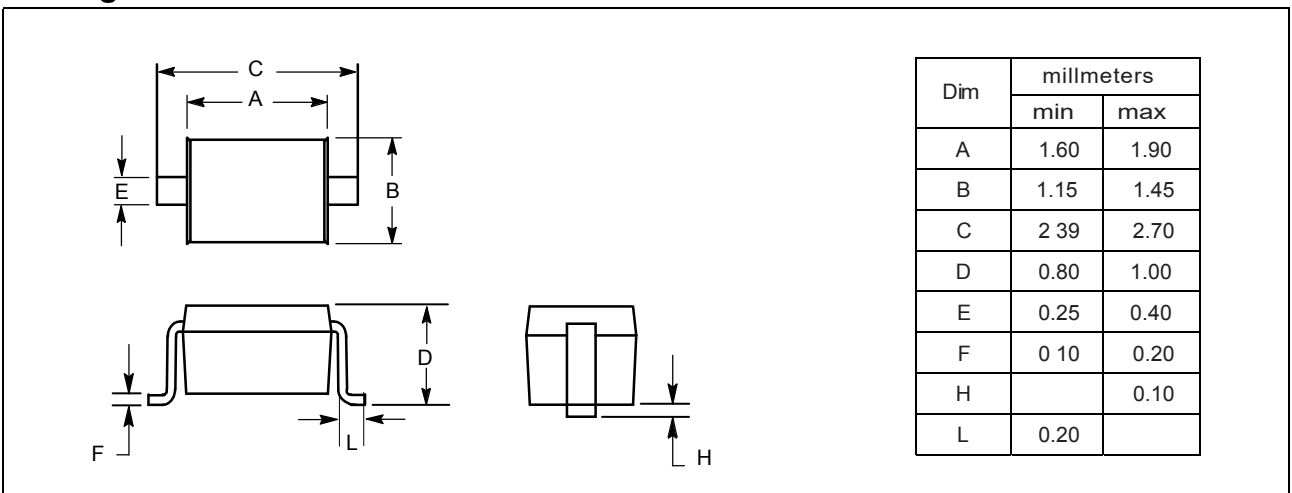 C
A
E
B
D
F
L
H
Dim millmeters
min max
A 1.60 1.90
B 1.15 1.45
C 2 39 2.70
D 0.80 1.00
E 0.25 0.40
F 0 10 0.20
H 0.10
L 0.20